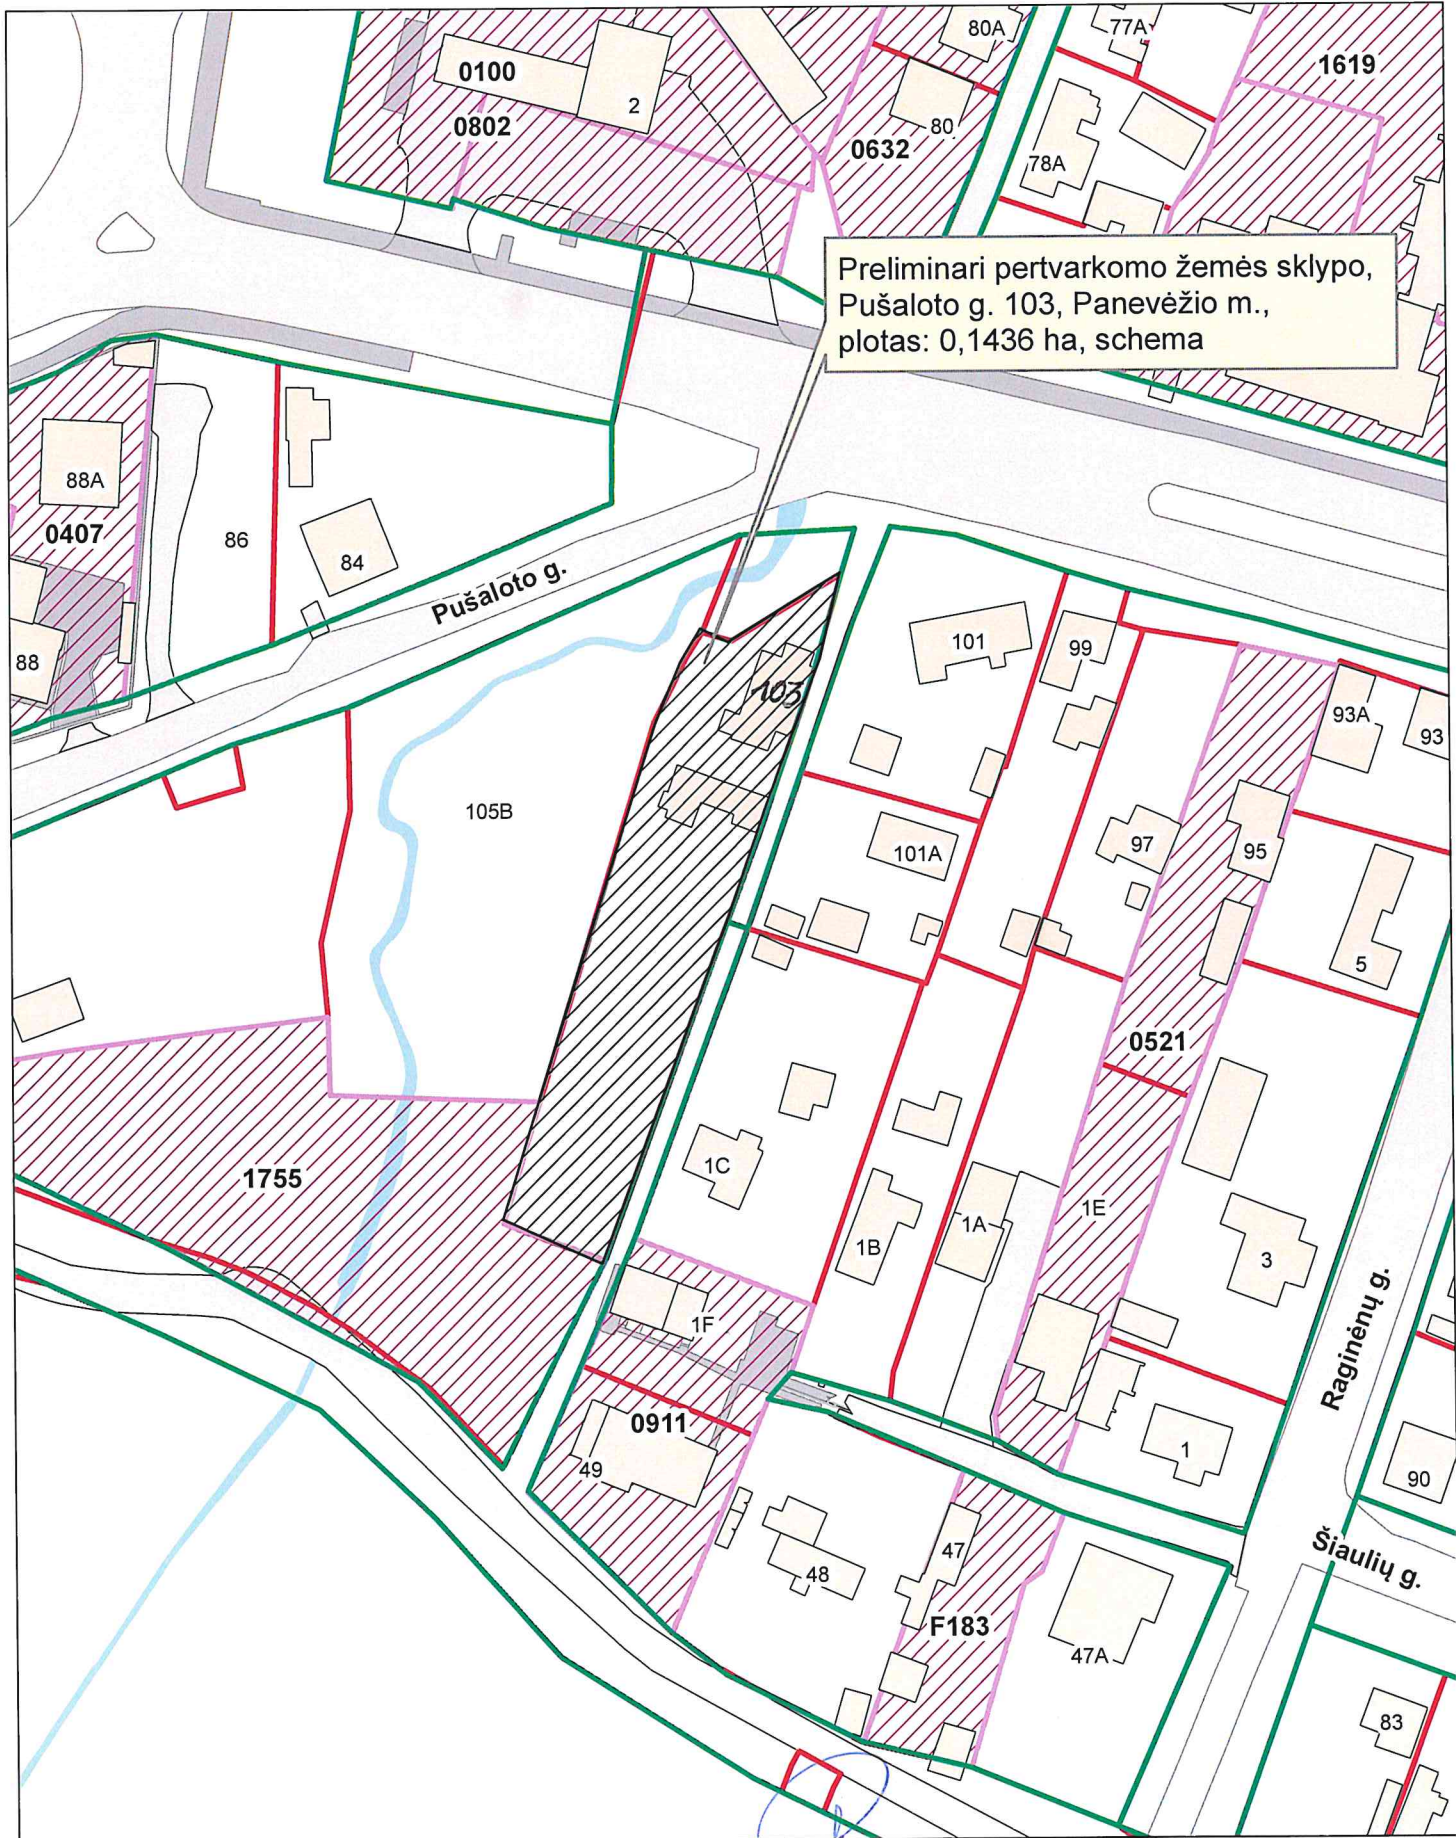 80A
77A
1619
0100
2
0802
80
0632
78A
Preliminari pertvarkomo žemės sklypo,
Pušaloto g. 103, Panevėžio m.,
plotas: 0,1436 ha, schema
88A
0407
86
84
Pušaloto g.
88
101
99
103
93A
93
105B
101A
97
95
5
0521
1755
1C
1E
1A
1B
3
1F
Raginėnų g.
0911
49
1
90
47
48
Šiaulių g.
F183
47A
83